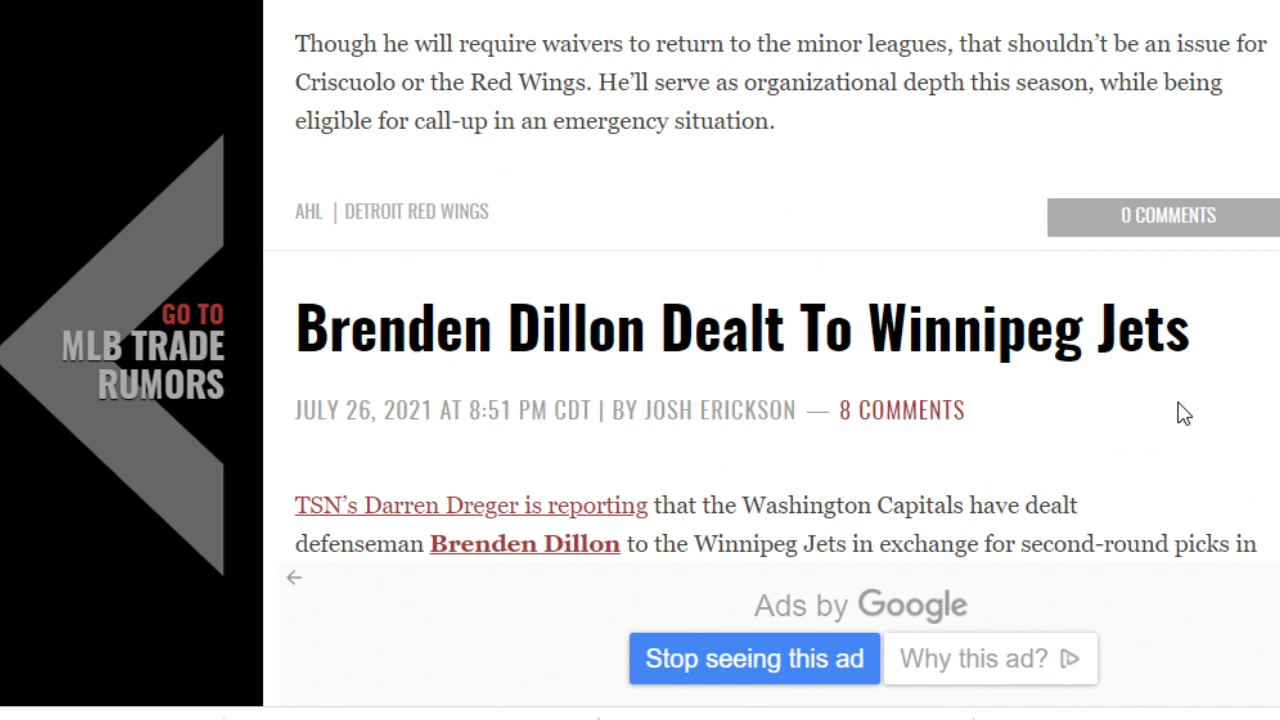 Though he will require waivers to return to the minor leagues, that shouldn’t be an issue for
Criscuolo or the Red Wings. He’ll serve as organizational depth this season, while being
eligible for call-up in an emergency situation.
AHL | DETROIT RED WINGS
0 COMMENTS
GO TO
MLB TRADE
RUMORS
Brenden Dillon Dealt To Winnipeg Jets
JULY 26, 2021 AT 8:51 PM CDT | BY JOSH ERICKSON — 8 COMMENTS
TSN’s Darren Dreger is reporting that the Washington Capitals have dealt
defenseman Brenden Dillon to the Winnipeg Jets in exchange for second-round picks in
Ads by Google
Stop seeing this ad
Why this ad?